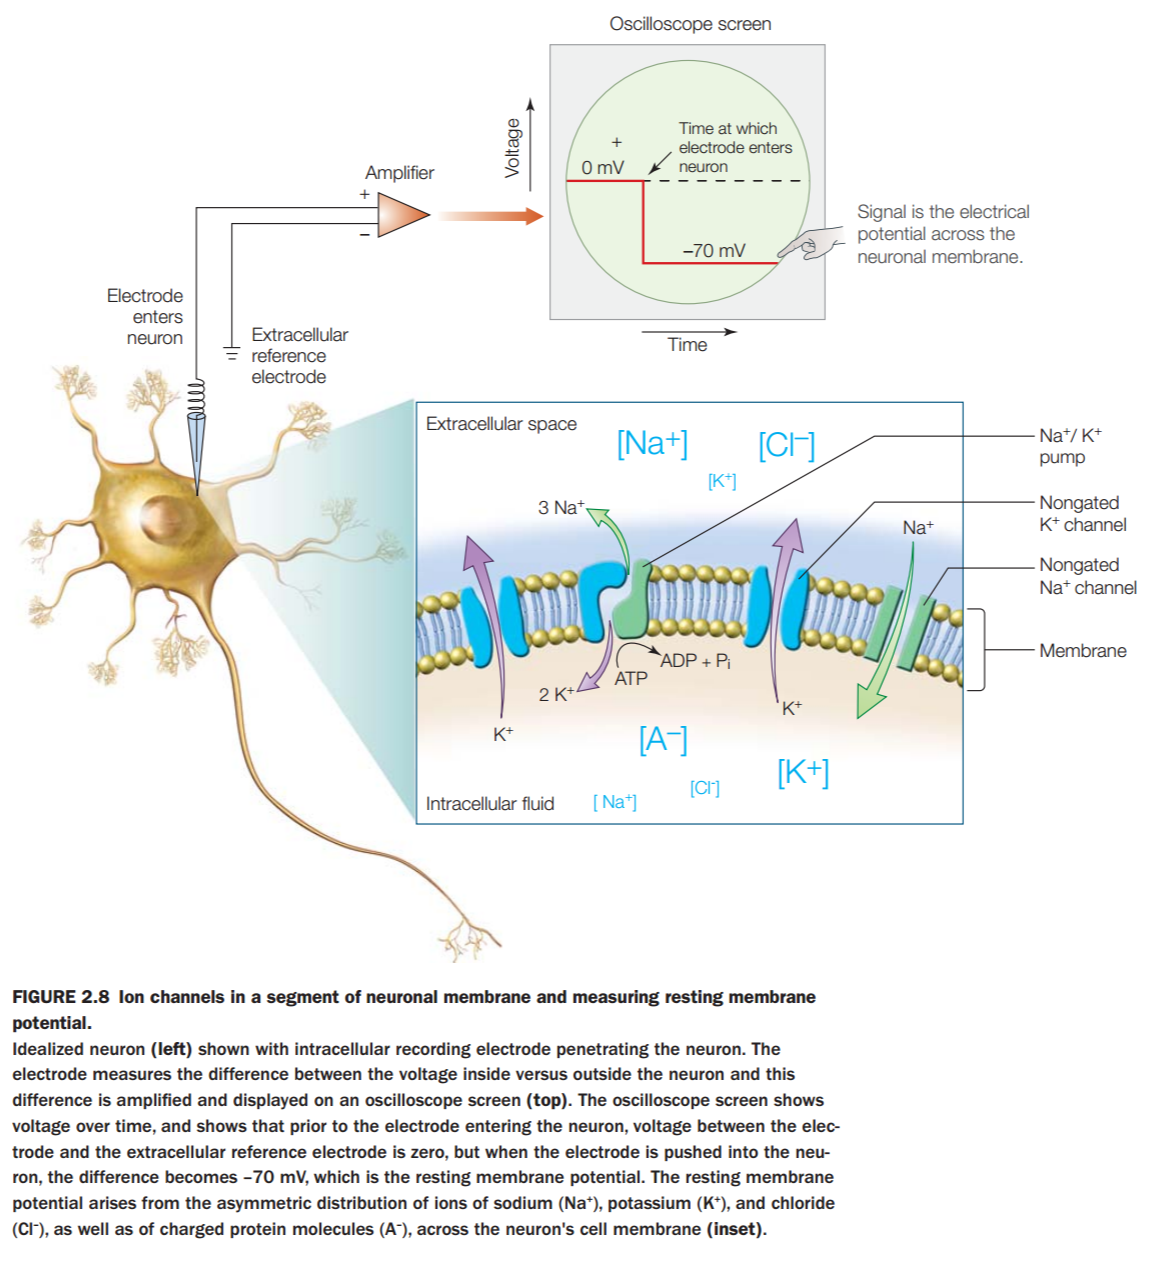 Oscilloscope screen
Voltage
+
0 mV
Time at which
electrode enters
neuron
–70 mV
Time
Signal is the electrical
potential across the
neuronal membrane.
Amplifier
+
–
Electrode
enters
neuron
Extracellular
reference
electrode
Extracellular space
[Na⁺]
[Cl⁻]
[K⁺]
3 Na⁺
Na⁺
Na⁺/ K⁺
pump
Nongated
K⁺ channel
Nongated
Na⁺ channel
Membrane
ADP + Pᵢ
ATP
2 K⁺
K⁺
K⁺
[A⁻]
[K⁺]
[Cl⁻]
[ Na⁺]
Intracellular fluid
FIGURE 2.8 Ion channels in a segment of neuronal membrane and measuring resting membrane
potential.
Idealized neuron (left) shown with intracellular recording electrode penetrating the neuron. The
electrode measures the difference between the voltage inside versus outside the neuron and this
difference is amplified and displayed on an oscilloscope screen (top). The oscilloscope screen shows
voltage over time, and shows that prior to the electrode entering the neuron, voltage between the elec-
trode and the extracellular reference electrode is zero, but when the electrode is pushed into the neu-
ron, the difference becomes –70 mV, which is the resting membrane potential. The resting membrane
potential arises from the asymmetric distribution of ions of sodium (Na⁺), potassium (K⁺), and chloride
(Cl⁻), as well as of charged protein molecules (A⁻), across the neuron's cell membrane (inset).